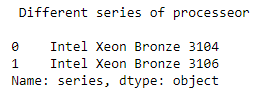 Different series of processeor
0    Intel Xeon Bronze 3104
1    Intel Xeon Bronze 3106
Name: series, dtype: object